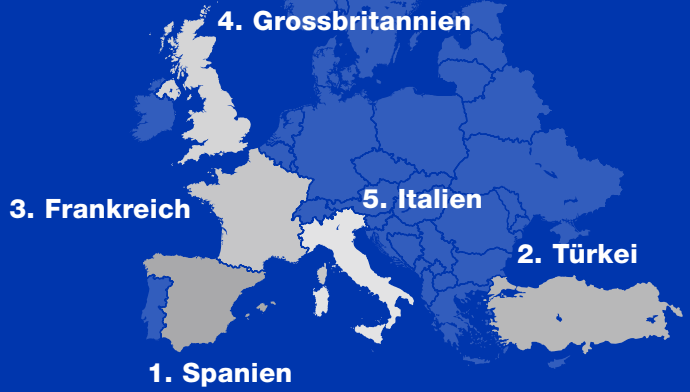 4. Grossbritannien
5. Italien
3. Frankreich
2. Türkei
1. Spanien